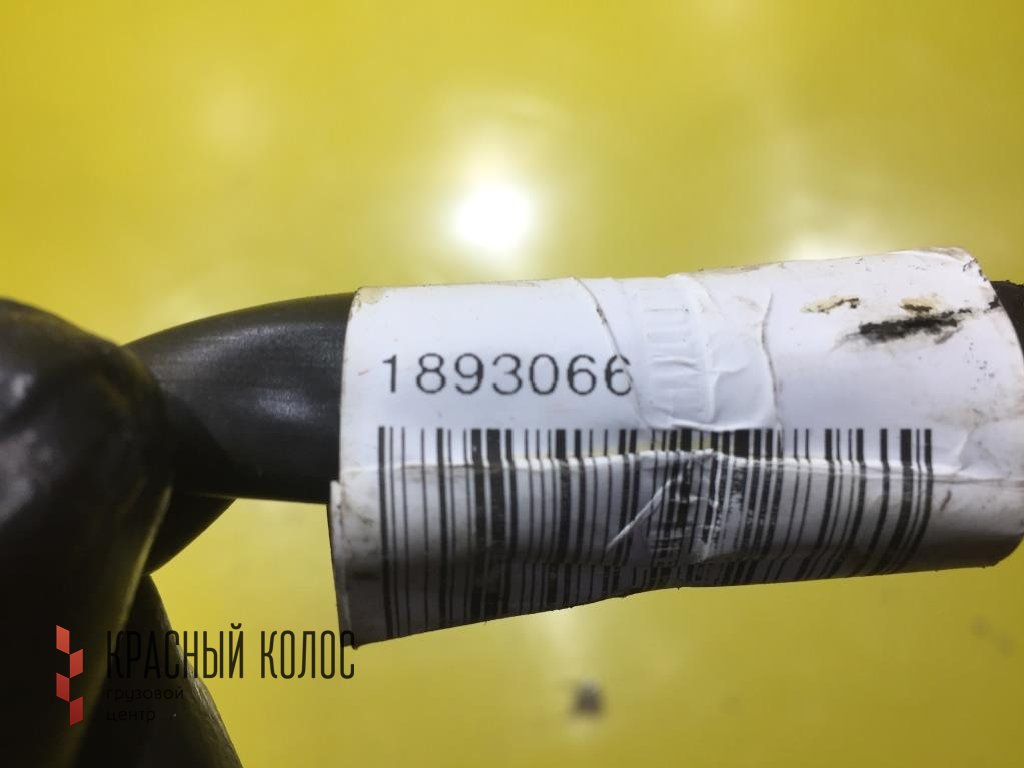 1893066
КРАСНЫЙ КОЛОС
грузовой
центр